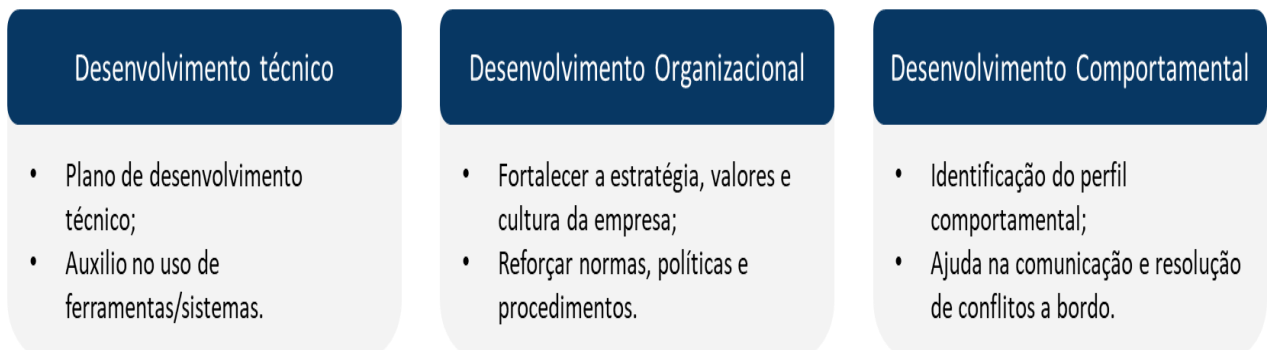 Desenvolvimento técnico
• Plano de desenvolvimento
técnico;
• Auxilio no uso de
ferramentas/sistemas.
Desenvolvimento Organizacional
• Fortalecer a estratégia, valores e
cultura da empresa;
• Reforçar normas, políticas e
procedimentos.
Desenvolvimento Comportamental
• Identificação do perfil
comportamental;
• Ajuda na comunicação e resolução
de conflitos a bordo.